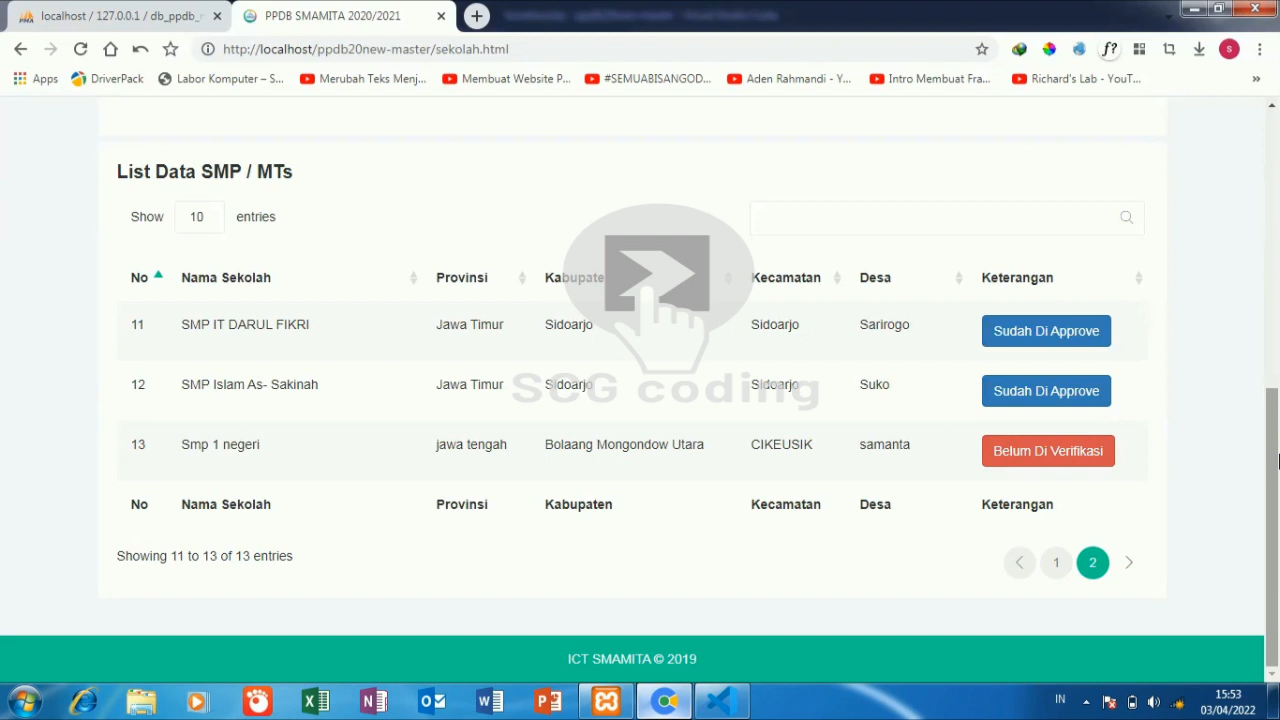 localhost / 127.0.0.1 / db_ppdb_
PPDB SMAMITA 2020/2021
http://localhost/ppdb20new-master/sekolah.html
Apps
DriverPack
Labor Komputer – S...
Merubah Teks Menj...
Membuat Website P...
#SEMUABISANGOD...
Aden Rahmandi - Y...
Intro Membuat Fra...
Richard's Lab - YouT...
List Data SMP / MTs
Show 10 entries
No Nama Sekolah Provinsi Kabupate Kecamatan Desa Keterangan
11 SMP IT DARUL FIKRI Jawa Timur Sidoarjo Sidoarjo Sarirogo Sudah Di Approve
12 SMP Islam As- Sakinah Jawa Timur Sidoarjo Sidoarjo Suko Sudah Di Approve
SCG coding
13 Smp 1 negeri jawa tengah Bolaang Mongondow Utara CIKEUSIK samanta Belum Di Verifikasi
No Nama Sekolah Provinsi Kabupaten Kecamatan Desa Keterangan
Showing 11 to 13 of 13 entries
1 2
ICT SMAMITA © 2019
IN
15:53
03/04/2022